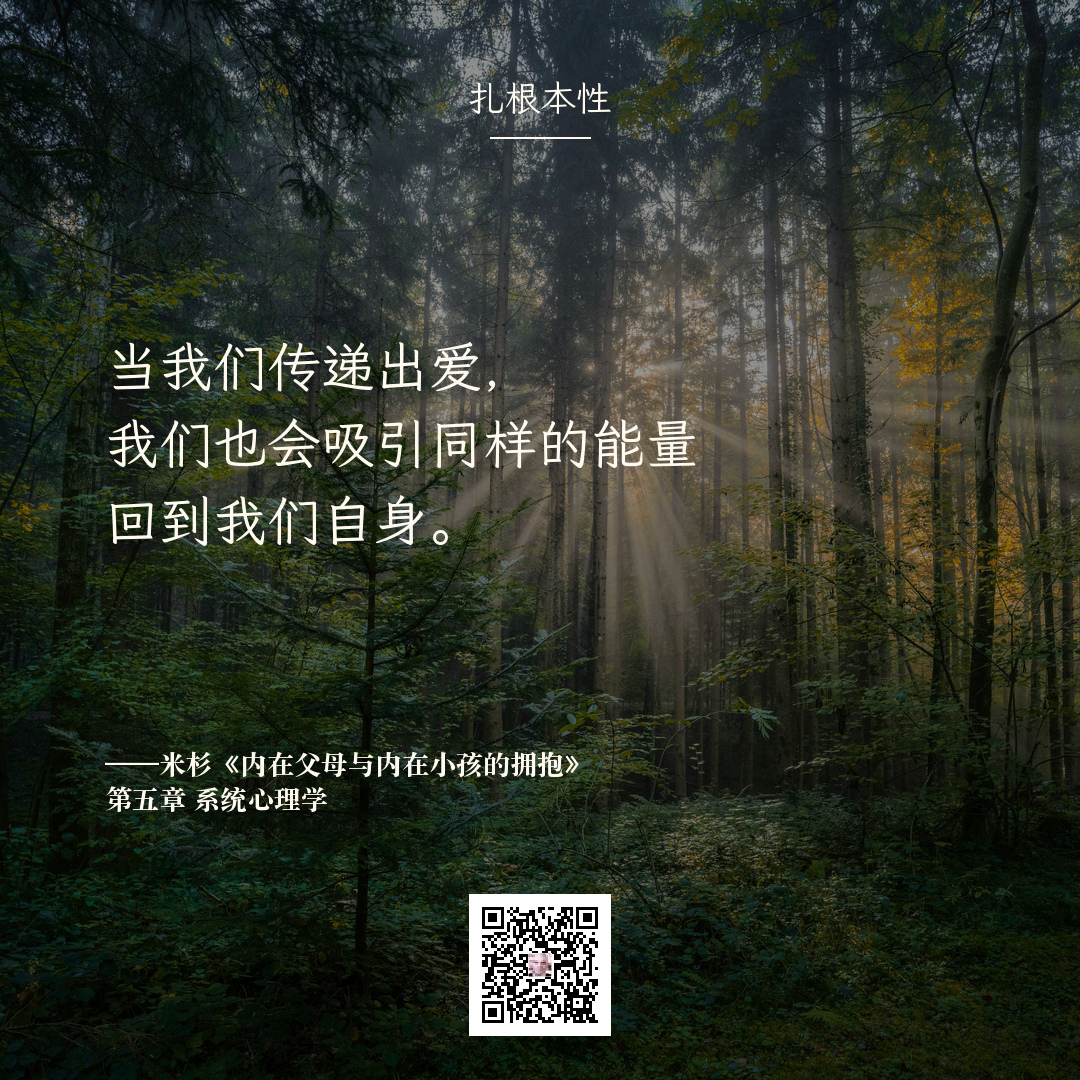 扎根本性
当我们传递出爱,
我们也会吸引同样的能量
回到我们自身。
——米杉《内在父母与内在小孩的拥抱》
第五章 系统心理学